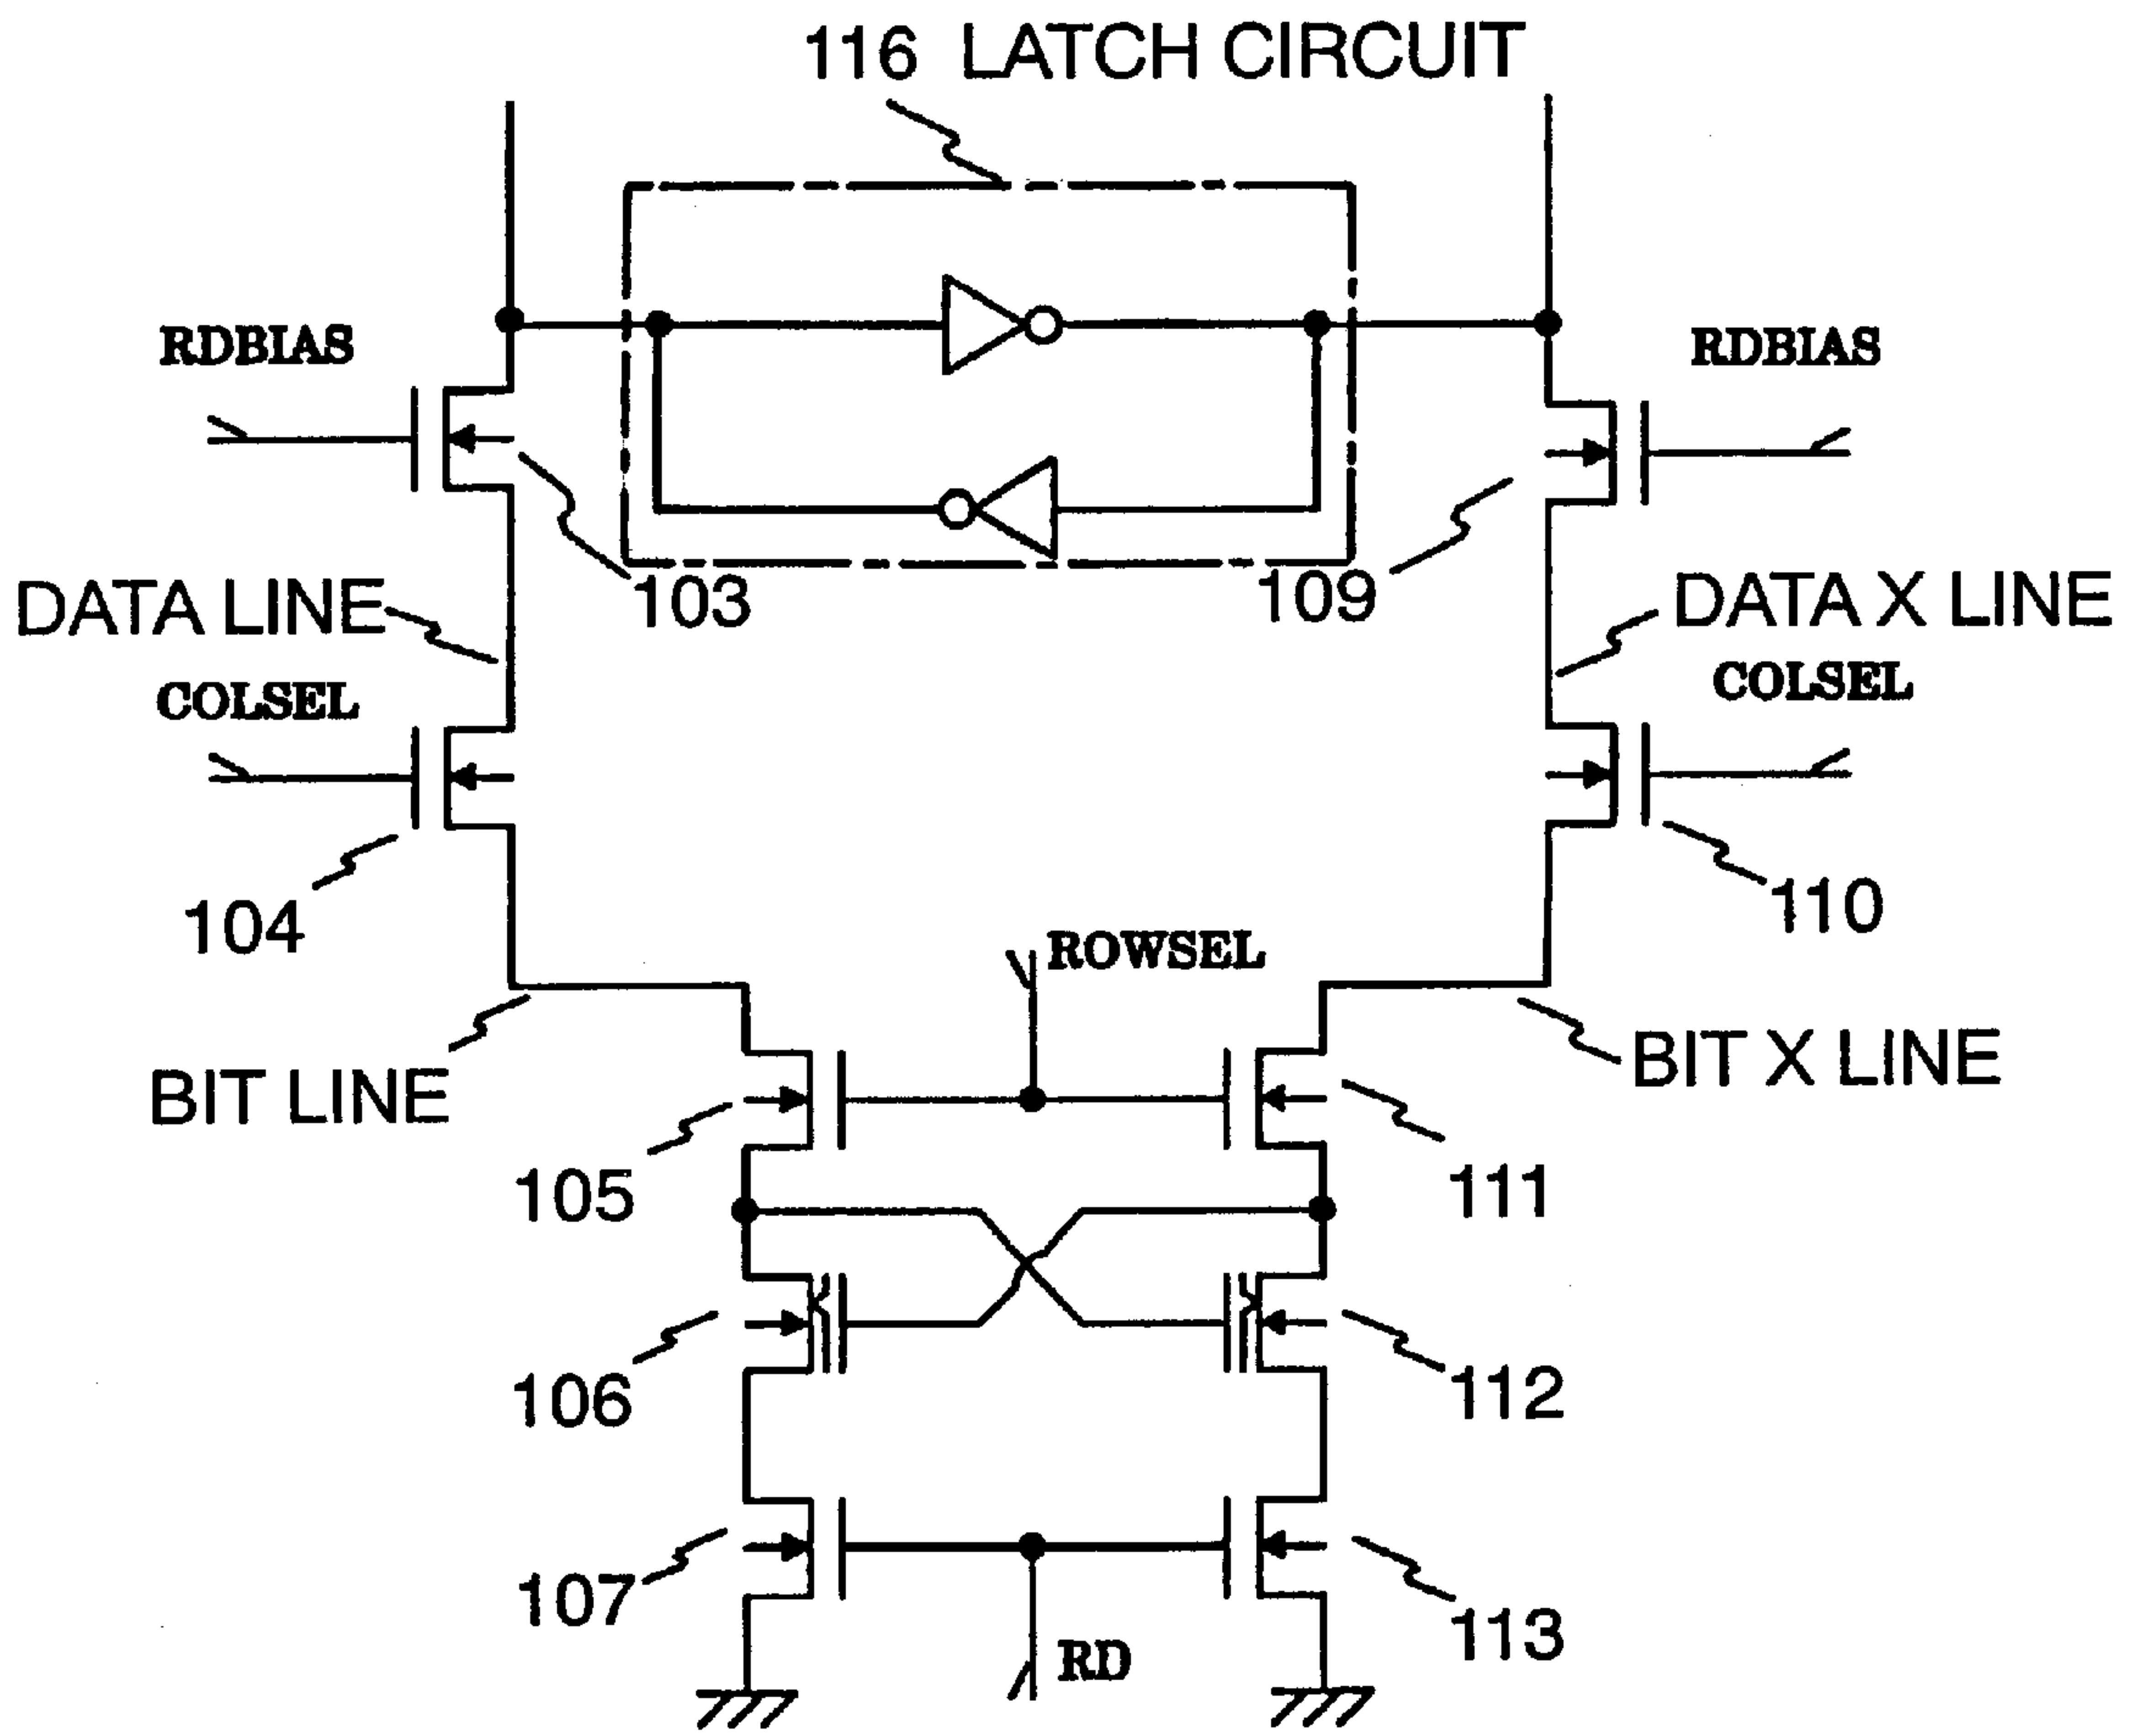 116 LATCH CIRCUIT
RDBIAS
RDBIAS
103
109
DATA LINE
DATA X LINE
COLSEL
COLSEL
104
110
ROWSEL
BIT LINE
BIT X LINE
105
111
106
112
107
113
RD